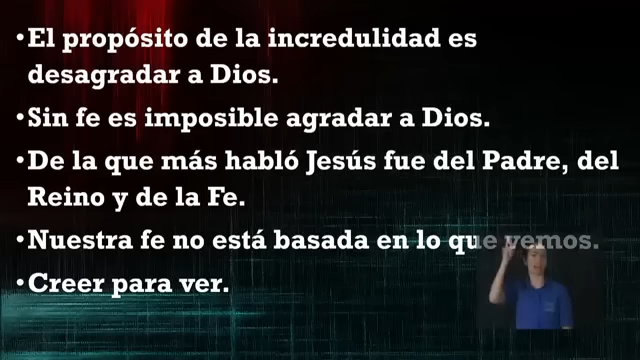 •El propósito de la incredulidad es
desagradar a Dios.
•Sin fe es imposible agradar a Dios.
•De la que más habló Jesús fue del Padre, del
Reino y de la Fe.
•Nuestra fe no está basada en lo que vemos.
•Creer para ver.